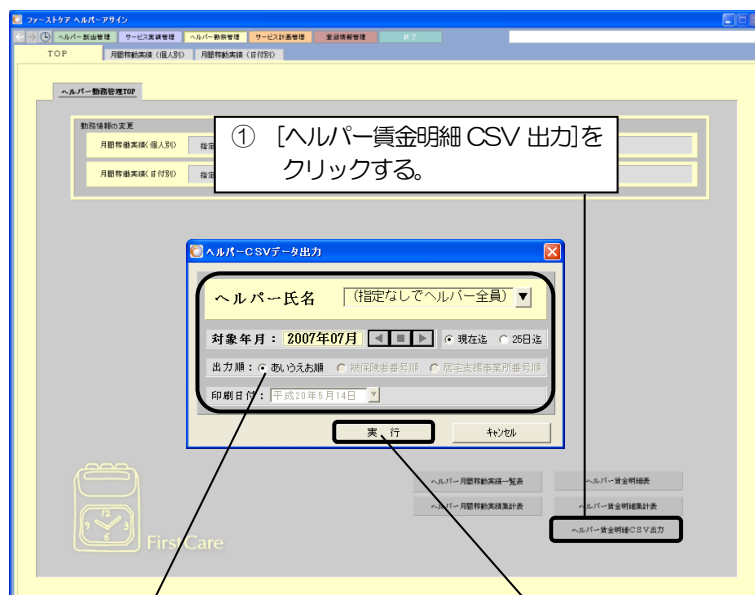 ファーストケア ヘルパーアサイン
ヘルパー割当管理 サービス実績管理 ヘルパー勤務管理 サービス計画管理 登録情報管理 終了
TOP 月間稼動実績（個人別） 月間稼動実績（日付別）
ヘルパー勤務管理TOP
勤務情報の変更
月間稼動実績（個人別） 指定
月間稼動実績（日付別） 指定
① [ヘルパー賃金明細 CSV 出力]を
クリックする。
ヘルパーCSVデータ出力
ヘルパー氏名 （指定なしでヘルパー全員）
対象年月： 2007年07月 現在迄 25日迄
出力順： あいうえお順 被保険者番号順 居宅支援事業所番号順
印刷日付： 平成20年5月14日
実 行 キャンセル
ヘルパー月間稼動実績一覧表 ヘルパー賃金明細表
ヘルパー月間稼動実績集計表 ヘルパー賃金明細集計表
ヘルパー賃金明細CSV出力
12
9 3
6
FirstCare